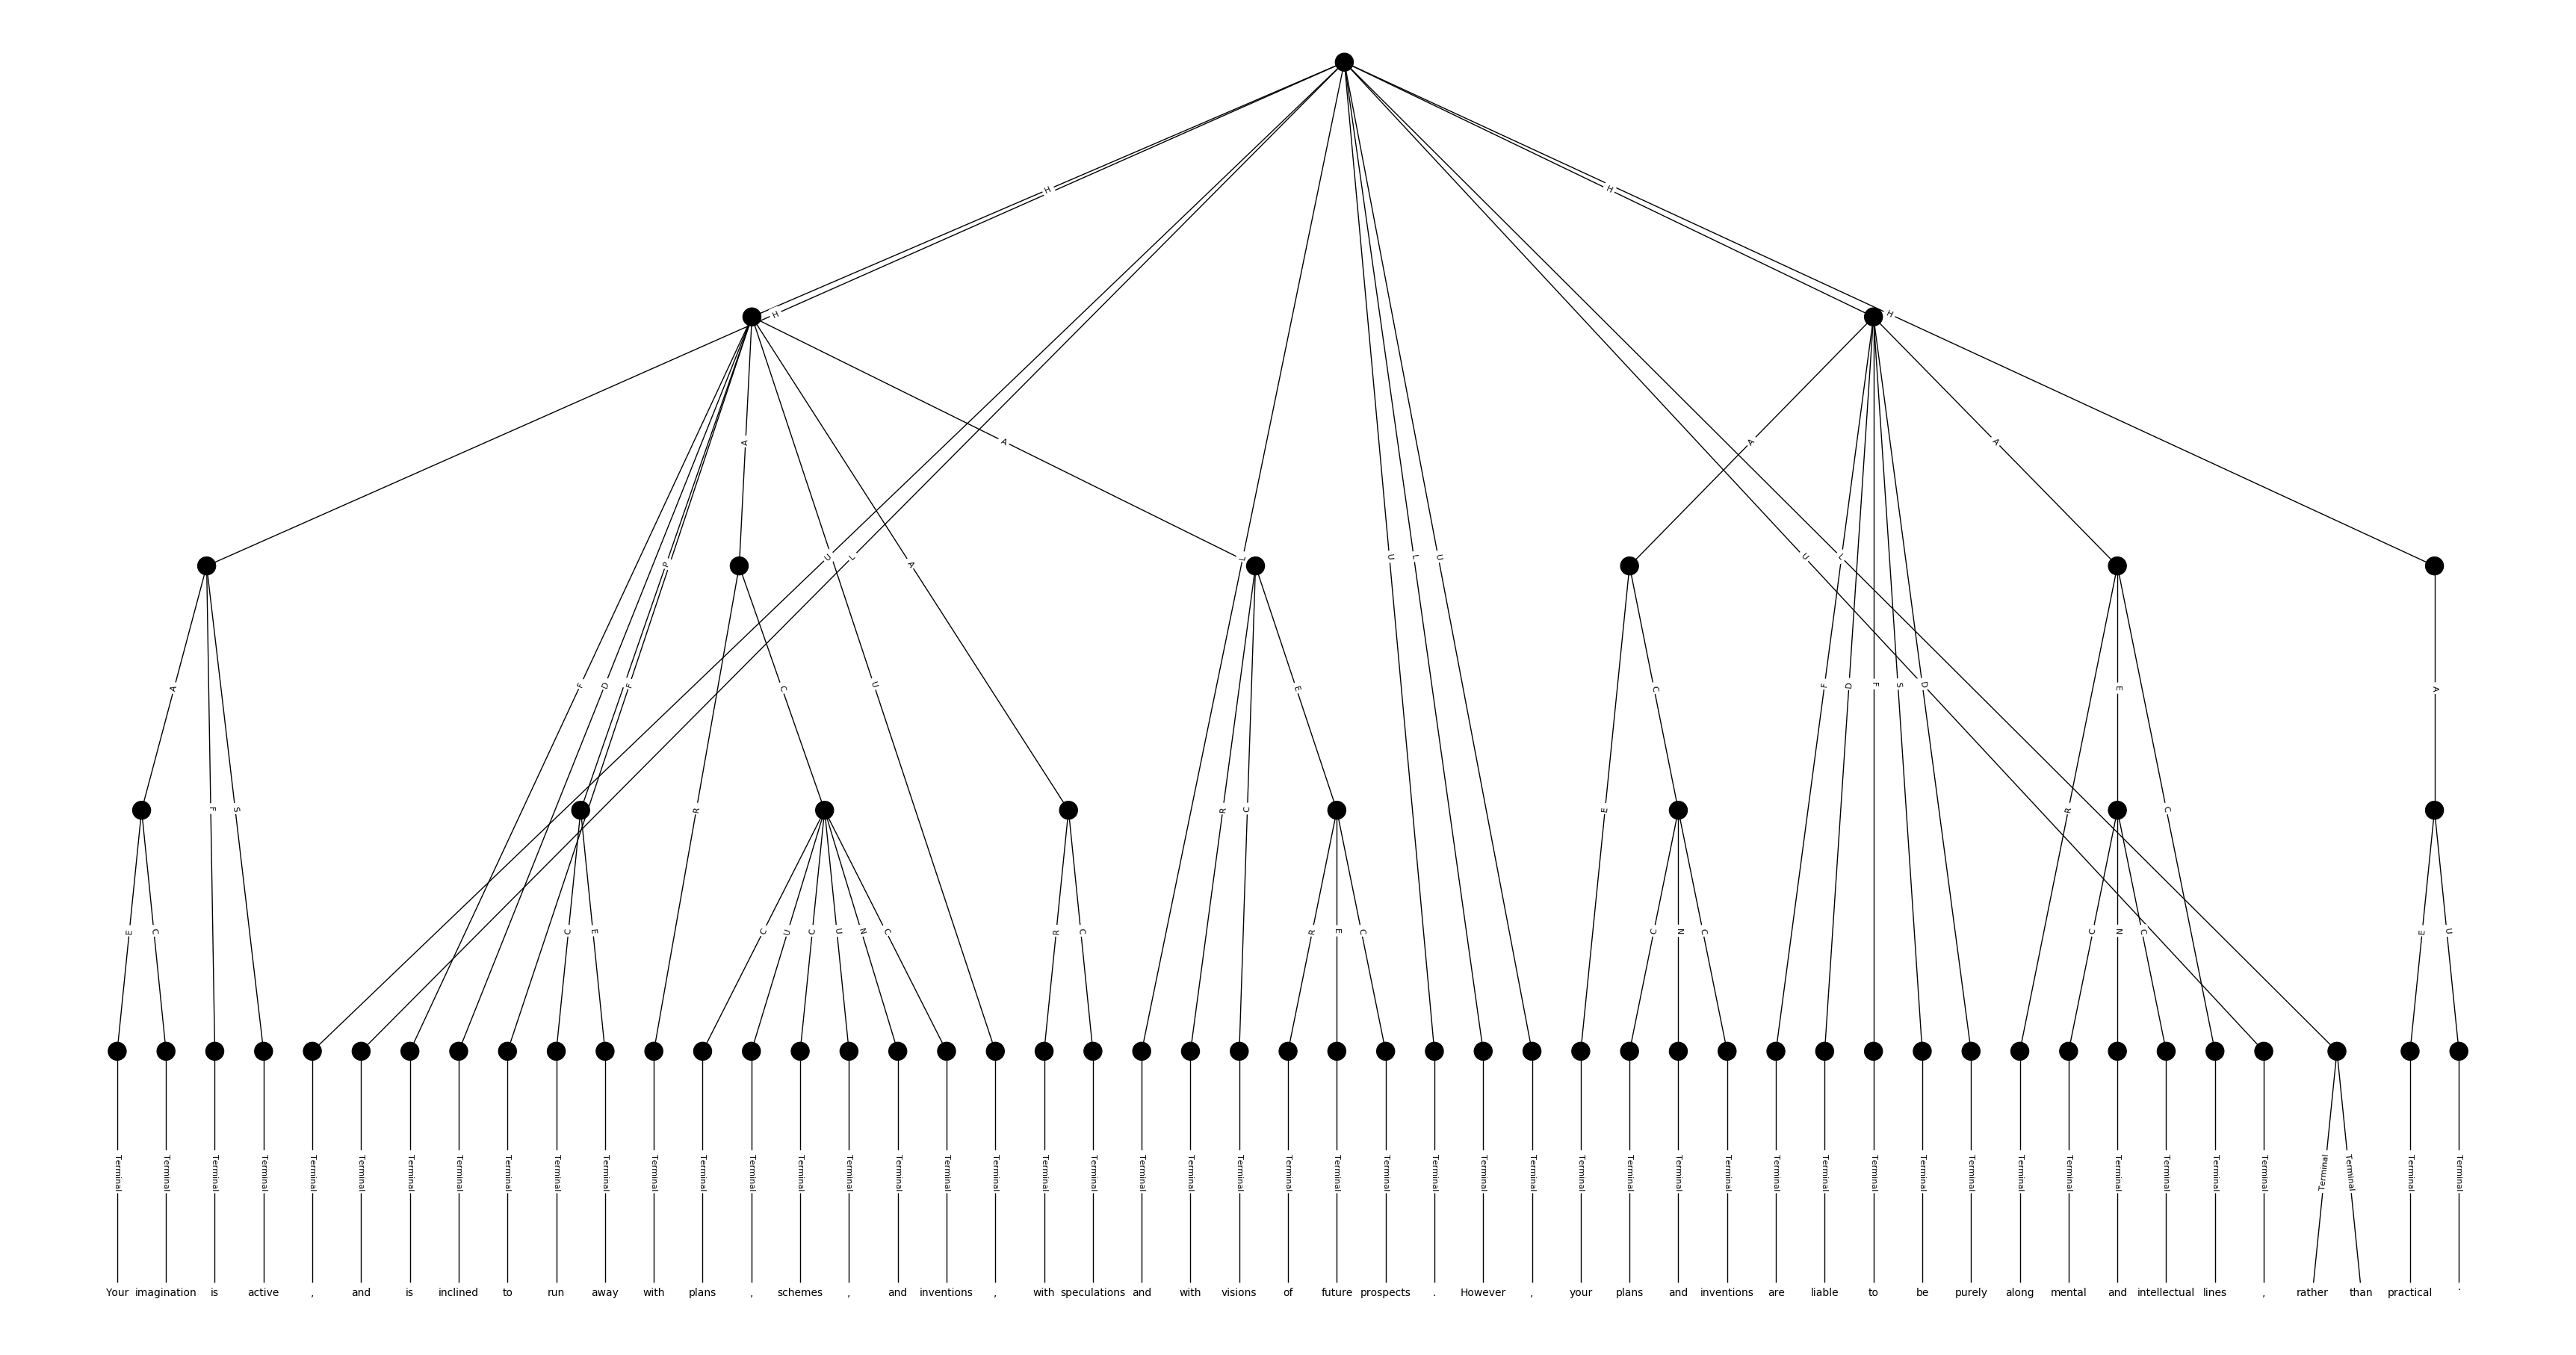 H H
H H
A A A A
U L P U A L U L U U L
A F D F C U E F D F S D E A
F S R R C E R C
E C C E C U C U N C R C R E C C N C C N C E U
Terminal Terminal Terminal Terminal Terminal Terminal Terminal Terminal Terminal Terminal Terminal Terminal Terminal Terminal Terminal Terminal Terminal Terminal Terminal Terminal Terminal Terminal Terminal Terminal Terminal Terminal Terminal Terminal Terminal Terminal Terminal Terminal Terminal Terminal Terminal Terminal Terminal Terminal Terminal Terminal Terminal Terminal Terminal Terminal Terminal Terminal Terminal Terminal Terminal
Your imagination is active , and is inclined to run away with plans , schemes , and inventions , with speculations and with visions of future prospects . However , your plans and inventions are liable to be purely along mental and intellectual lines , rather than practical .